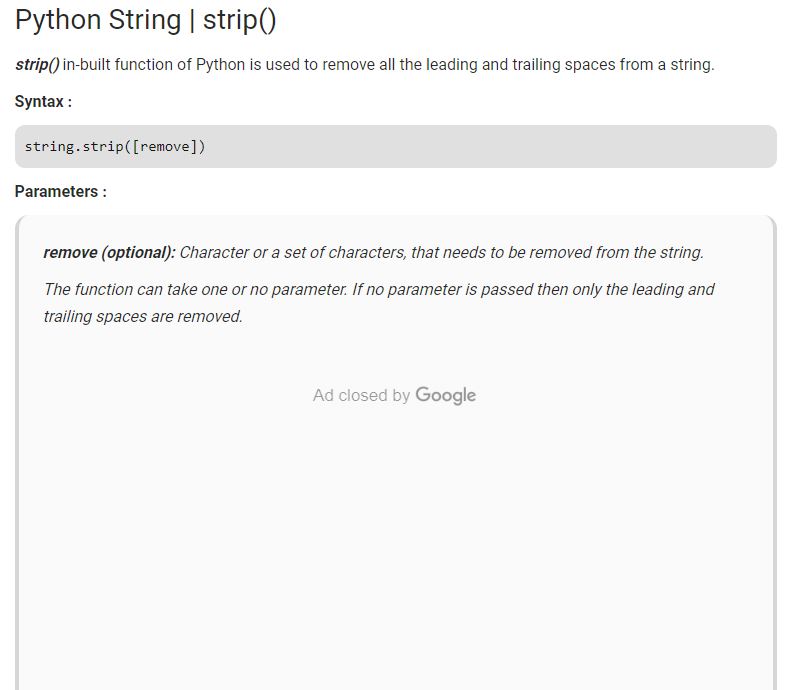 Python String | strip()
strip() in-built function of Python is used to remove all the leading and trailing spaces from a string.
Syntax :
string.strip([remove])
Parameters :
remove (optional): Character or a set of characters, that needs to be removed from the string.
The function can take one or no parameter. If no parameter is passed then only the leading and
trailing spaces are removed.
Ad closed by Google